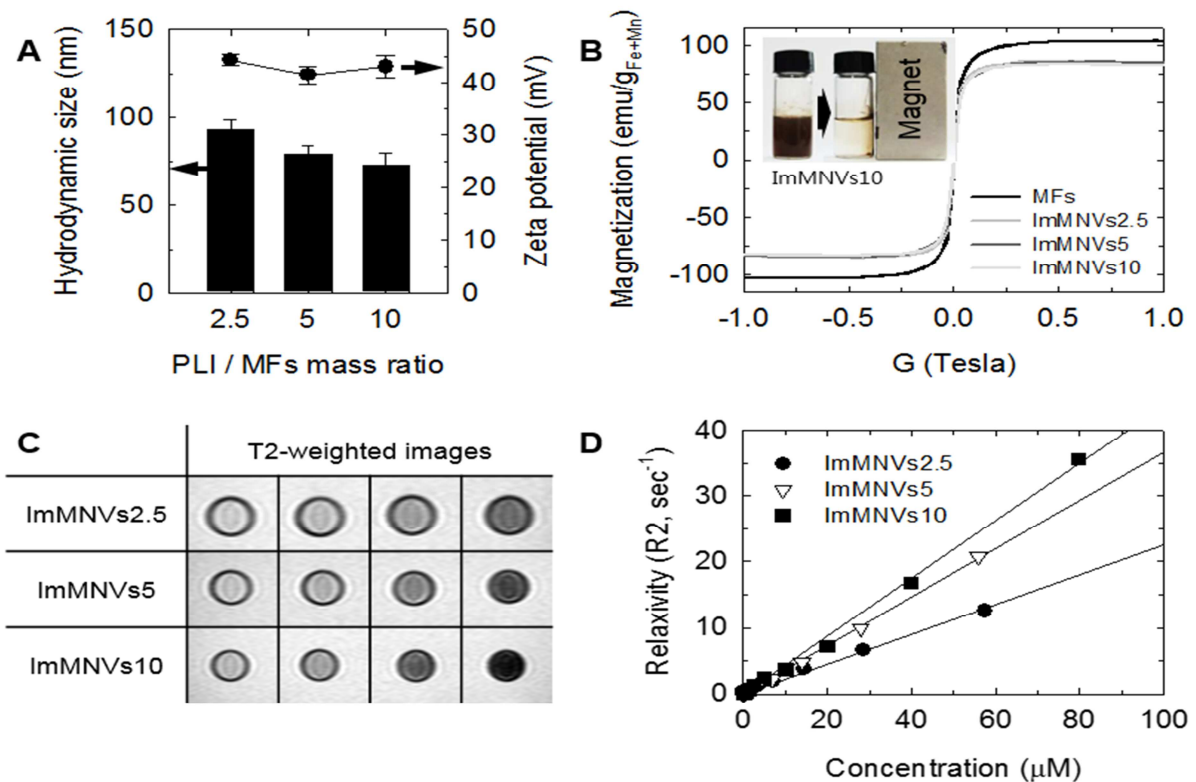 A
Hydrodynamic size (nm)
150
100
50
0
2.5
5
10
PLI / MFs mass ratio
50
40
30
20
10
0
Zeta potential (mV)
B
Magnetization (emu/gFe+Mn)
100
75
50
25
0
-50
-100
Magnet
ImMNVs10
MFs
ImMNVs2.5
ImMNVs5
ImMNVs10
-1.0
-0.5
0.0
0.5
1.0
G (Tesla)
C
T2-weighted images
ImMNVs2.5
ImMNVs5
ImMNVs10
D
Relaxivity (R2, sec-1)
40
30
20
10
0
ImMNVs2.5
ImMNVs5
ImMNVs10
0
20
40
60
80
100
Concentration (μM)